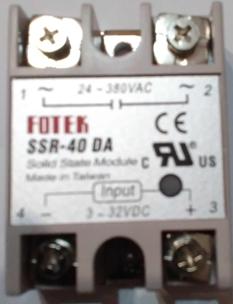 1 ~ 24 - 380VAC ~ 2
FOTEK CE
SSR-40 DA
Solid State Module C RU US
Made in Taiwan
Input
4 - 3 - 32VDC + 3